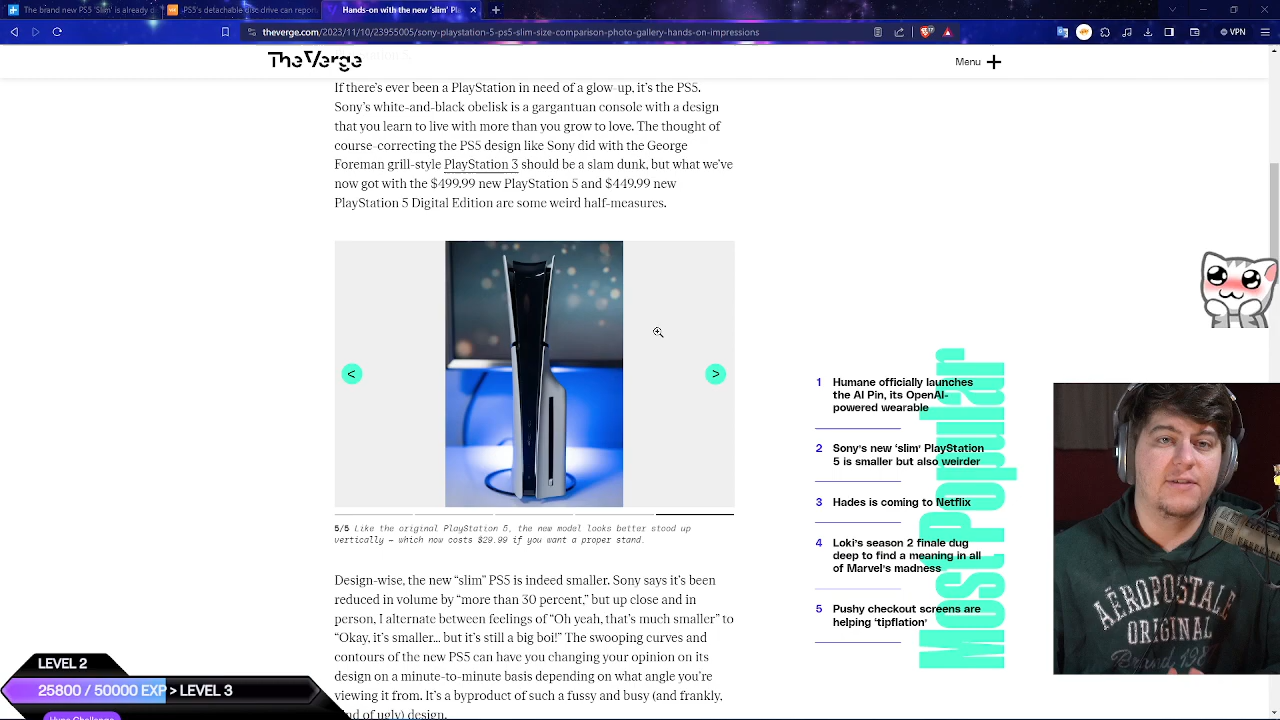 The brand new PS5 'Slim' is already d
PS5's detachable disc drive can repor
Hands-on with the new 'slim' Pl
theverge.com/2023/11/10/23955005/sony-playstation-5-ps5-slim-size-comparison-photo-gallery-hands-on-impressions
VPN
The Verge
Menu
If there's ever been a PlayStation in need of a glow-up, it's the PS5.
Sony's white-and-black obelisk is a gargantuan console with a design
that you learn to live with more than you grow to love. The thought of
course-correcting the PS5 design like Sony did with the George
Foreman grill-style PlayStation 3 should be a slam dunk, but what we've
now got with the $499.99 new PlayStation 5 and $449.99 new
PlayStation 5 Digital Edition are some weird half-measures.
<
>
5/5 Like the original PlayStation 5, the new model looks better stood up
vertically — which now costs $29.99 if you want a proper stand.
Design-wise, the new "slim" PS5 is indeed smaller. Sony says it's been
reduced in volume by "more than 30 percent," but up close and in
person, I alternate between feelings of "Oh yeah, that's much smaller" to
"Okay, it's smaller... but it's still a big boi!" The swooping curves and
contours of the new PS5 can have you changing your opinion on its
design on a minute-to-minute basis depending on what angle you're
viewing it from. It's a byproduct of such a fussy and busy (and frankly,
kind of ugly) design.
Most Popular
1 Humane officially launches
the AI Pin, its OpenAI-
powered wearable
2 Sony's new 'slim' PlayStation
5 is smaller but also weirder
3 Hades is coming to Netflix
4 Loki's season 2 finale dug
deep to find a meaning in all
of Marvel's madness
5 Pushy checkout screens are
helping 'tipflation'
AÉROPOSTALE
ORIGINAL
Brand 198
LEVEL 2
25800 / 50000 EXP > LEVEL 3
Hype Challenge